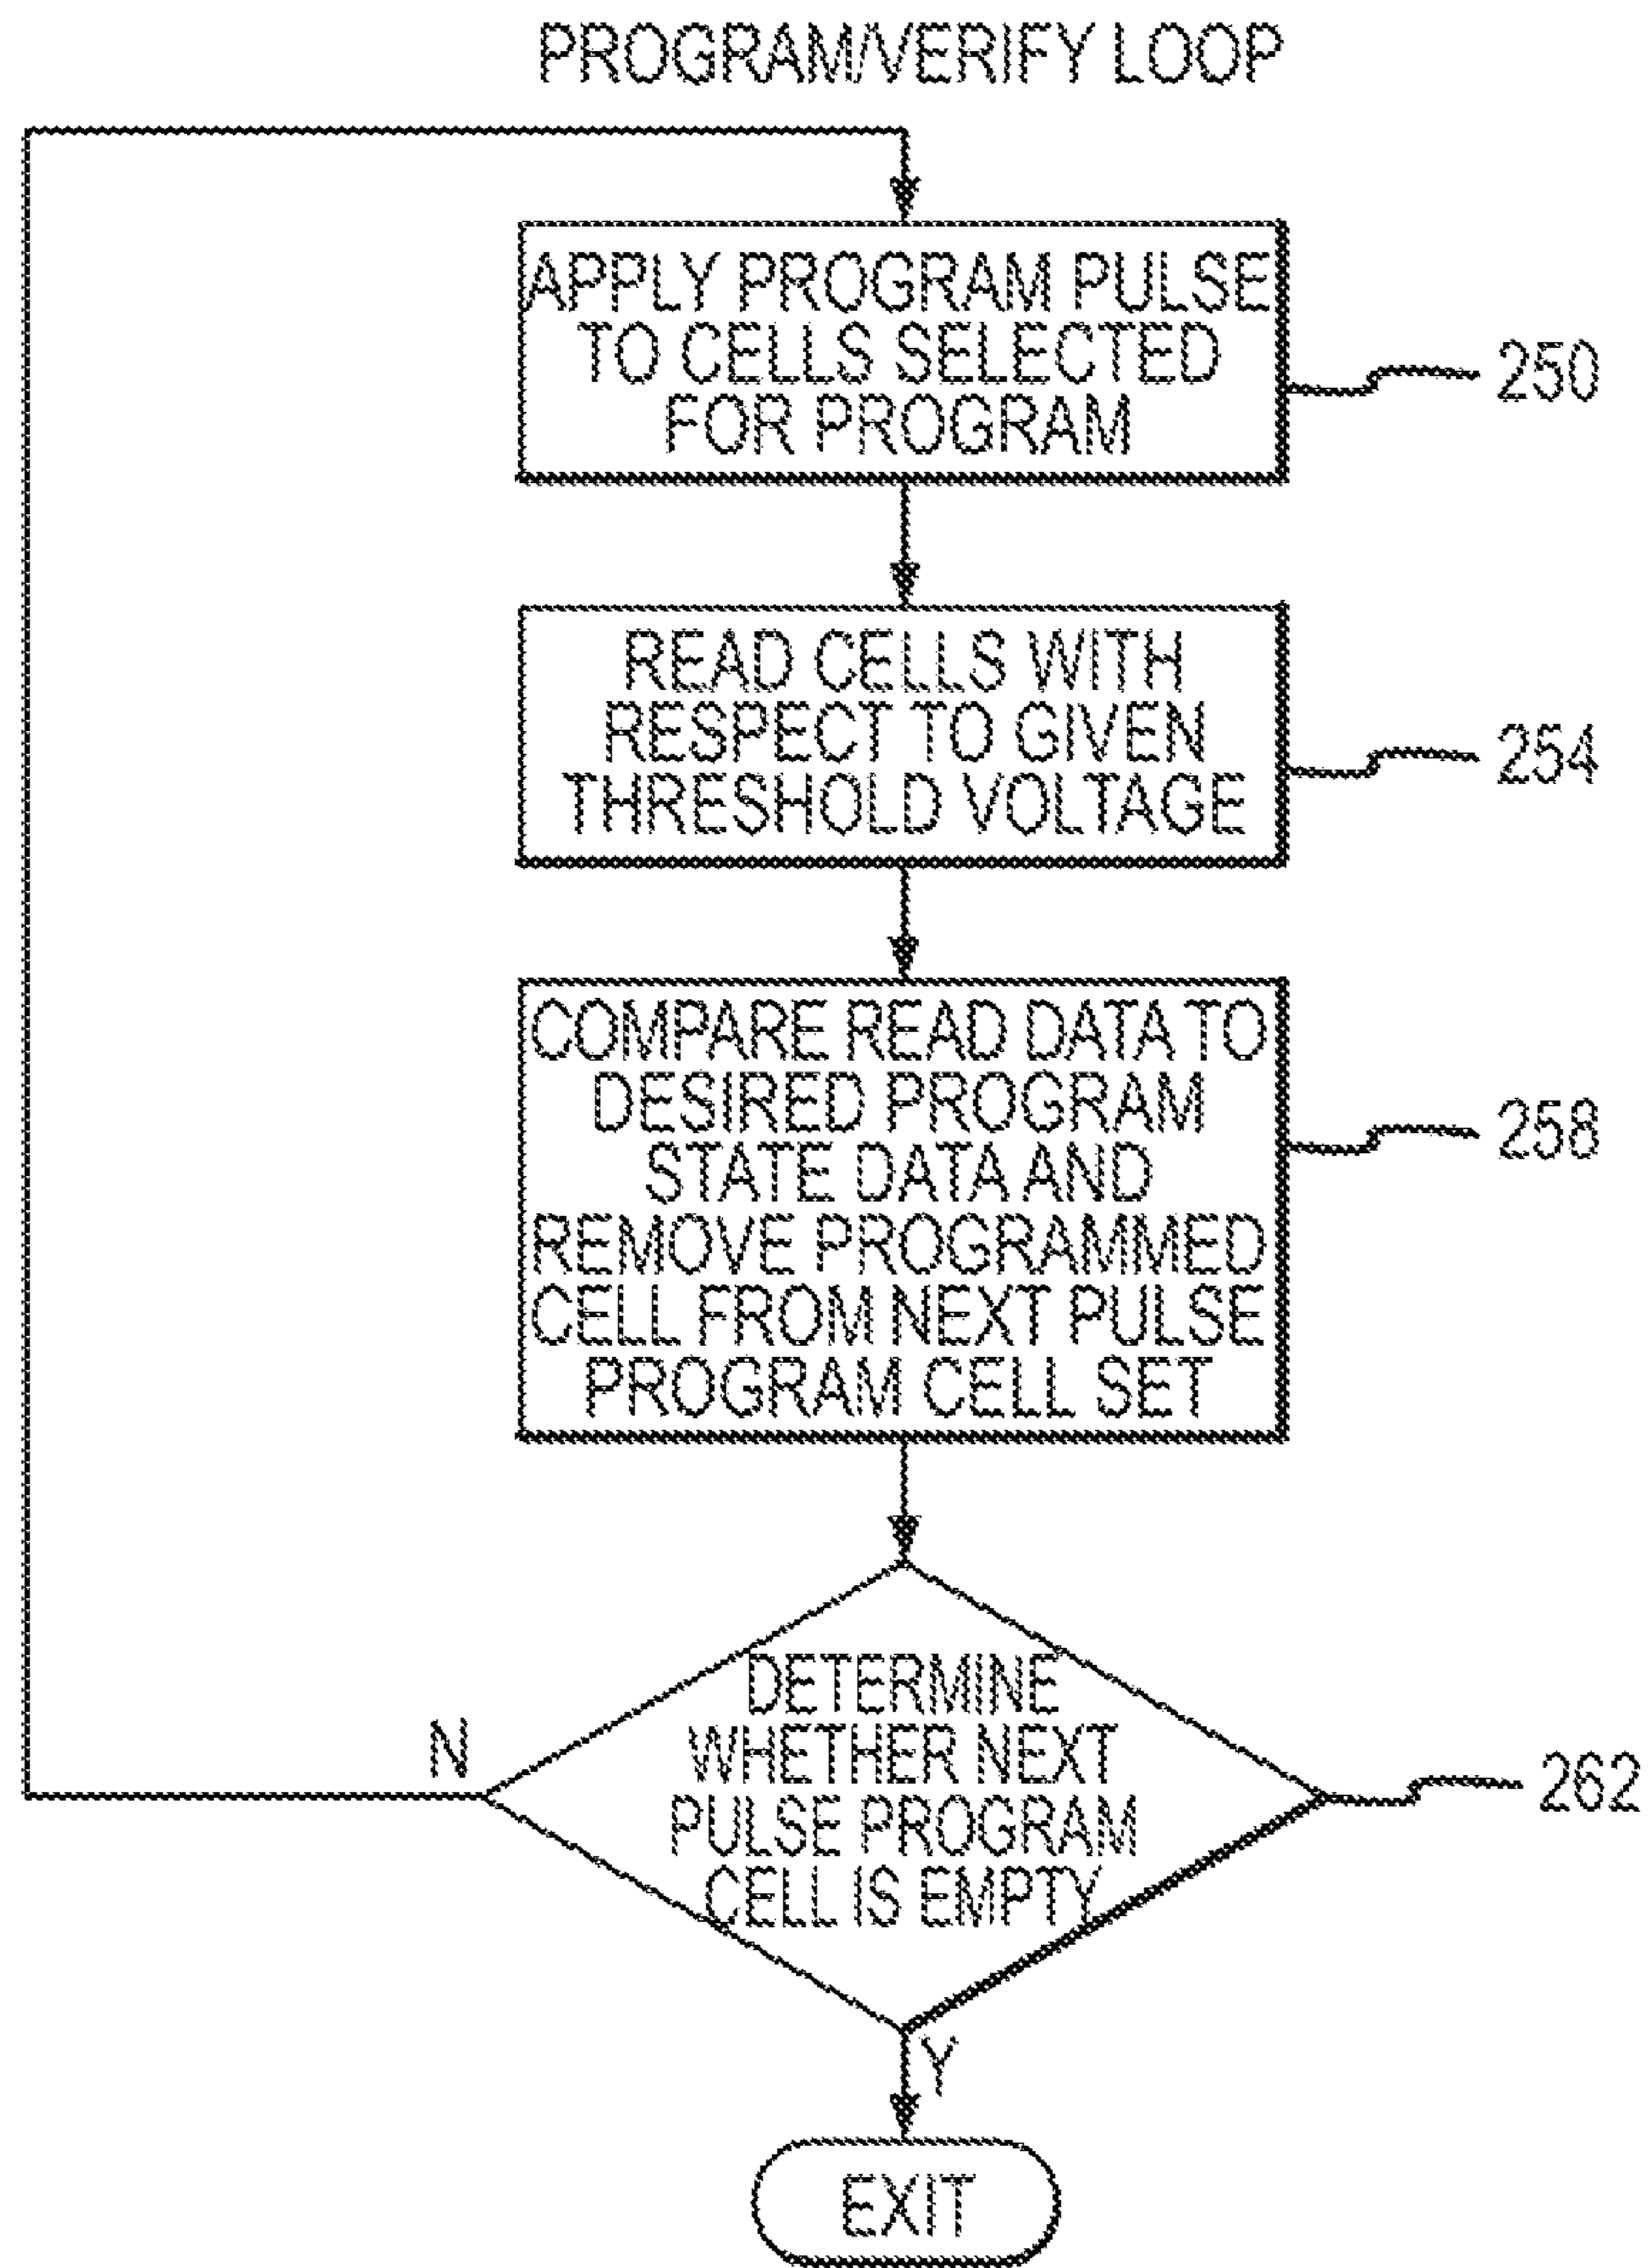 PROGRAM/VERIFY LOOP
APPLY PROGRAM PULSE
TO CELLS SELECTED
FOR PROGRAM
250
READ CELLS WITH
RESPECT TO GIVEN
THRESHOLD VOLTAGE
254
COMPARE READ DATA TO
DESIRED PROGRAM
STATE DATA AND
REMOVE PROGRAMMED
CELL FROM NEXT PULSE
PROGRAM CELL SET
258
DETERMINE
WHETHER NEXT
PULSE PROGRAM
CELL IS EMPTY
N
262
Y
EXIT